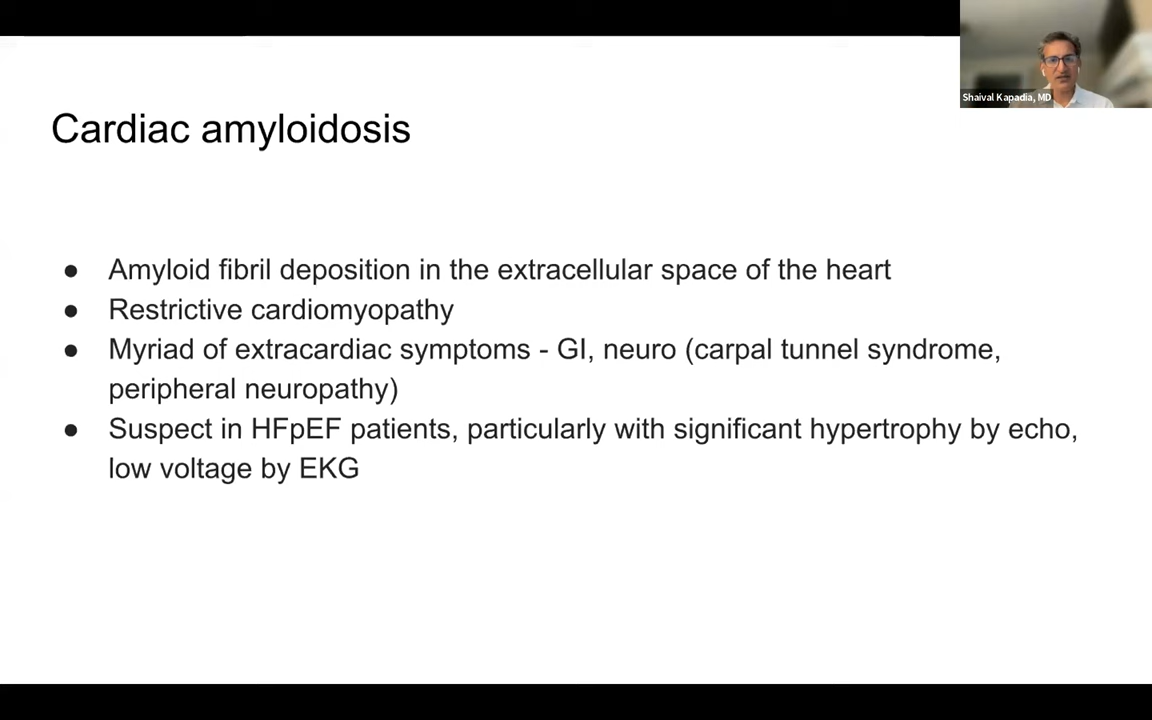 Shaival Kapadia, MD
Cardiac amyloidosis
● Amyloid fibril deposition in the extracellular space of the heart
● Restrictive cardiomyopathy
● Myriad of extracardiac symptoms - GI, neuro (carpal tunnel syndrome,
peripheral neuropathy)
● Suspect in HFpEF patients, particularly with significant hypertrophy by echo,
low voltage by EKG